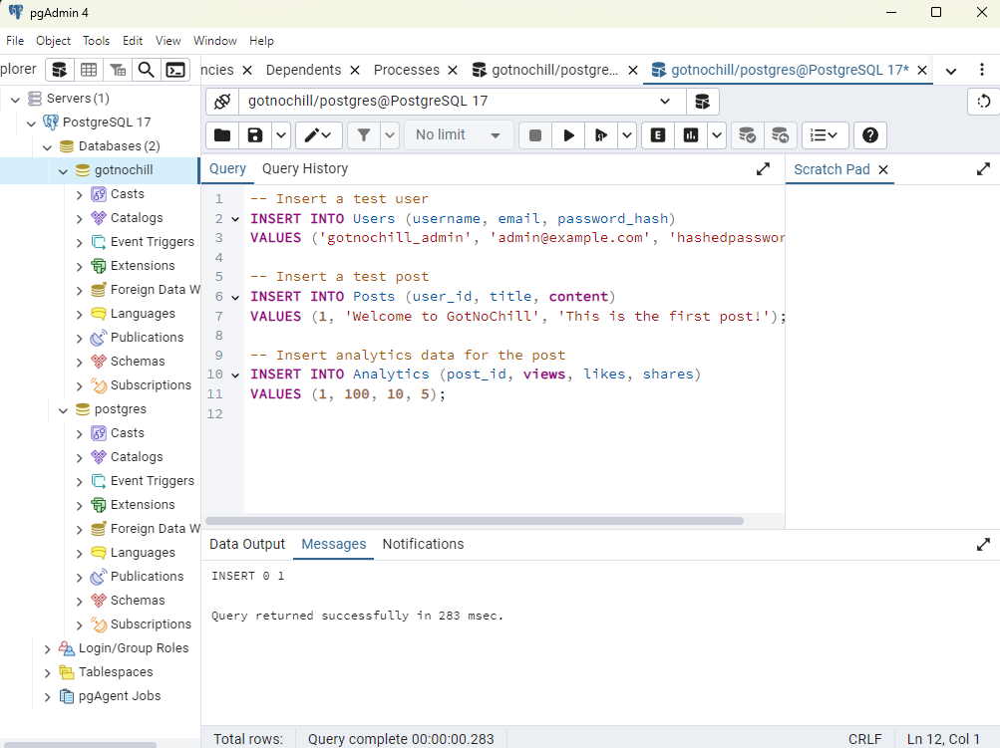 pgAdmin 4
File Object Tools Edit View Window Help
plorer
ncies Dependents Processes gotnochill/postgre... gotnochill/postgres@PostgreSQL 17*
Servers (1)
PostgreSQL 17
Databases (2)
gotnochill
Casts
Catalogs
Event Triggers
Extensions
Foreign Data W
Languages
Publications
Schemas
Subscriptions
postgres
Casts
Catalogs
Event Triggers
Extensions
Foreign Data W
Languages
Publications
Schemas
Subscriptions
Login/Group Roles
Tablespaces
pgAgent Jobs
gotnochill/postgres@PostgreSQL 17
No limit E
Query Query History
Scratch Pad
1 -- Insert a test user
2 INSERT INTO Users (username, email, password_hash)
3 VALUES ('gotnochill_admin', 'admin@example.com', 'hashedpasswor
4
5 -- Insert a test post
6 INSERT INTO Posts (user_id, title, content)
7 VALUES (1, 'Welcome to GotNoChill', 'This is the first post!');
8
9 -- Insert analytics data for the post
10 INSERT INTO Analytics (post_id, views, likes, shares)
11 VALUES (1, 100, 10, 5);
12
Data Output Messages Notifications
INSERT 0 1
Query returned successfully in 283 msec.
Total rows: Query complete 00:00:00.283 CRLF Ln 12, Col 1